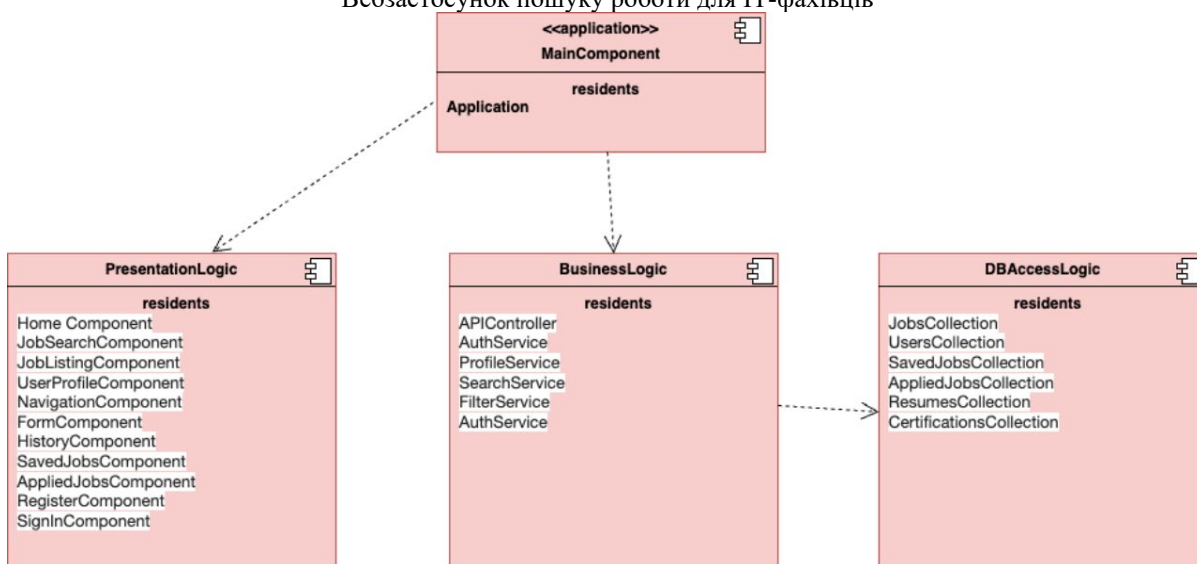 Вебзастосунок пошуку роботи для ІТ-фахівців
<<application>>
MainComponent
residents
Application
PresentationLogic
residents
Home Component
JobSearchComponent
JobListingComponent
UserProfileComponent
NavigationComponent
FormComponent
HistoryComponent
SavedJobsComponent
AppliedJobsComponent
RegisterComponent
SignInComponent
BusinessLogic
residents
APIController
AuthService
ProfileService
SearchService
FilterService
AuthService
DBAccessLogic
residents
JobsCollection
UsersCollection
SavedJobsCollection
AppliedJobsCollection
ResumesCollection
CertificationsCollection